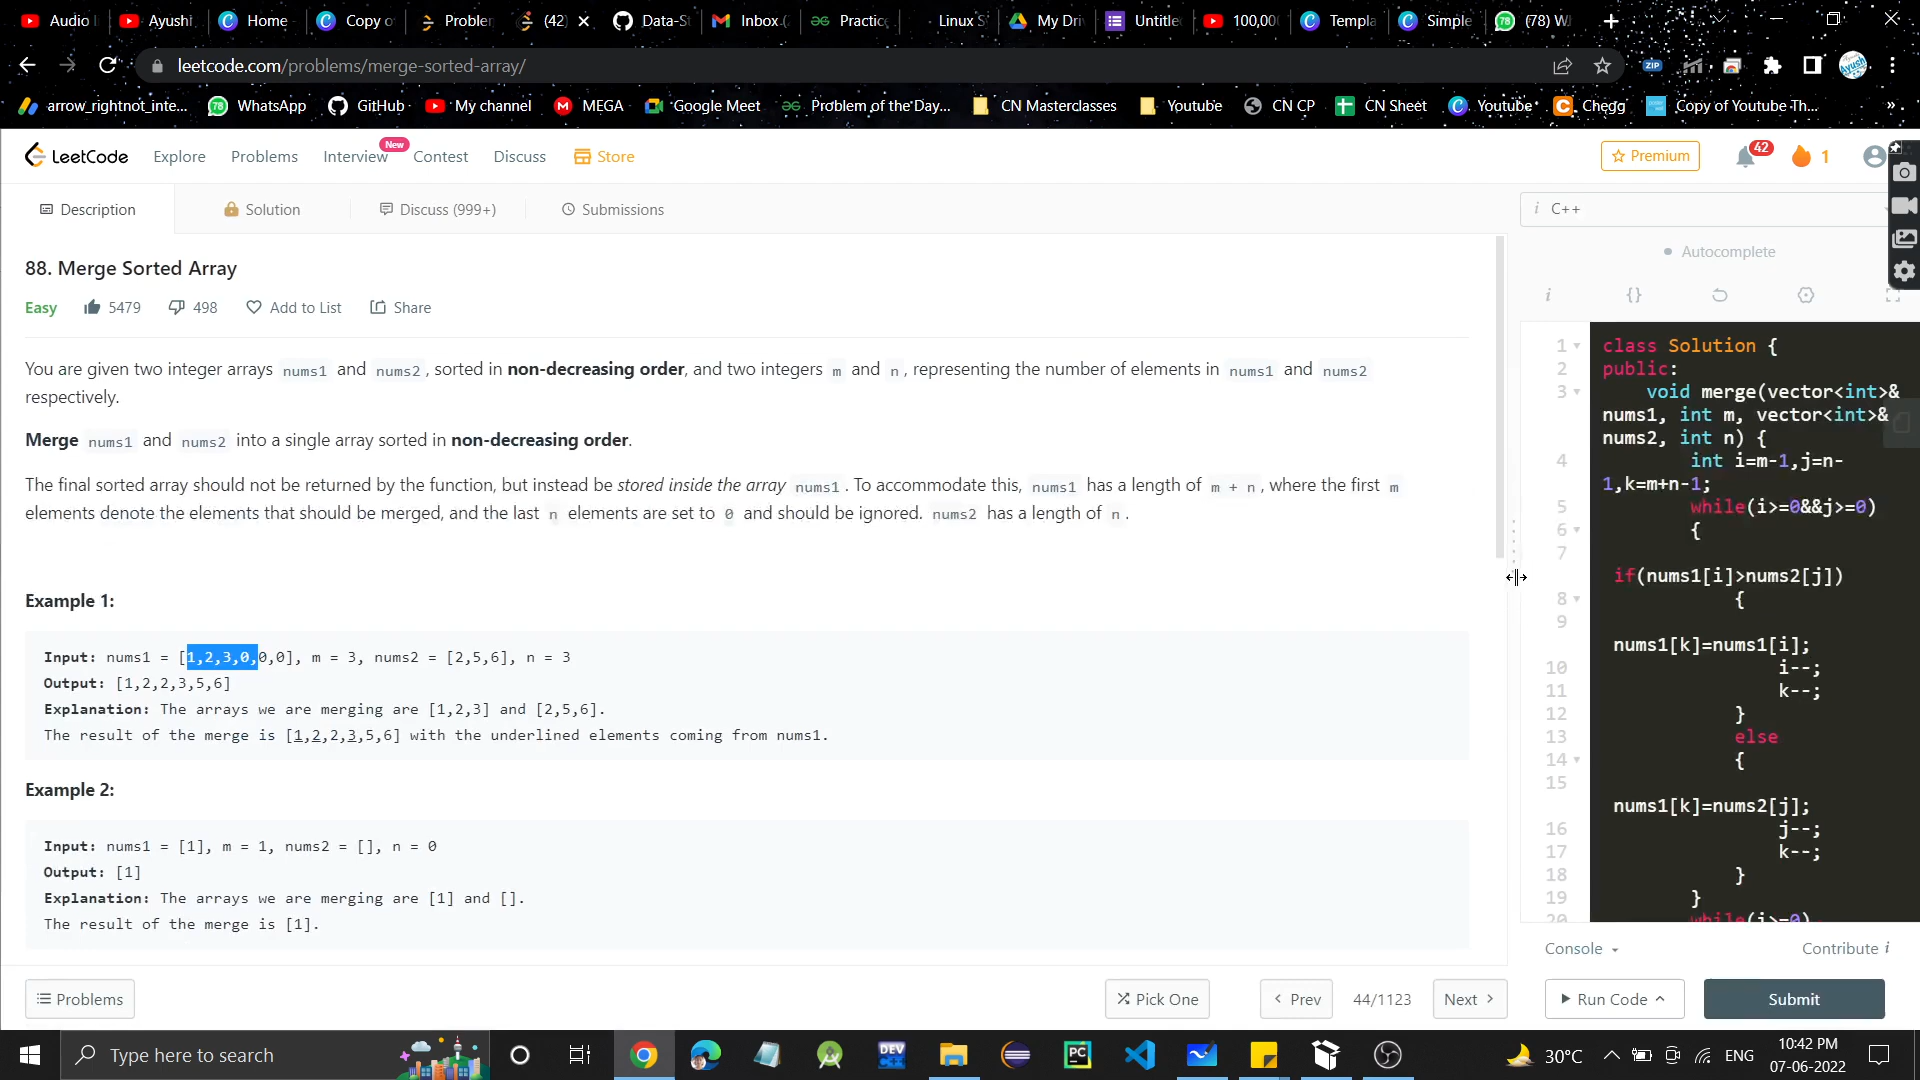 Audio
Ayushi
Home
Copy o
Probler
(42)
Data-S
Inbox (
Practice
Linux S
My Driv
Untitle
100,00
Templa
Simple
(78) W
leetcode.com/problems/merge-sorted-array/
ZIP
arrow_rightnot_inte...
WhatsApp
GitHub
My channel
MEGA
Google Meet
Problem of the Day...
CN Masterclasses
Youtube
CN CP
CN Sheet
Youtube
Chegg
Copy of Youtube Th...
»
LeetCode
Explore
Problems
Interview
New
Contest
Discuss
Store
Premium
42
1
Description
Solution
Discuss (999+)
Submissions
C++
Autocomplete
88. Merge Sorted Array
Easy
5479
498
Add to List
Share
You are given two integer arrays nums1 and nums2, sorted in non-decreasing order, and two integers m and n, representing the number of elements in nums1 and nums2
respectively.
Merge nums1 and nums2 into a single array sorted in non-decreasing order.
The final sorted array should not be returned by the function, but instead be stored inside the array nums1. To accommodate this, nums1 has a length of m + n, where the first m
elements denote the elements that should be merged, and the last n elements are set to 0 and should be ignored. nums2 has a length of n.
Example 1:
Input: nums1 = [1,2,3,0,0,0], m = 3, nums2 = [2,5,6], n = 3
Output: [1,2,2,3,5,6]
Explanation: The arrays we are merging are [1,2,3] and [2,5,6].
The result of the merge is [1,2,2,3,5,6] with the underlined elements coming from nums1.
Example 2:
Input: nums1 = [1], m = 1, nums2 = [], n = 0
Output: [1]
Explanation: The arrays we are merging are [1] and [].
The result of the merge is [1].
1 class Solution {
2 public:
3 void merge(vector<int>&
nums1, int m, vector<int>&
nums2, int n) {
4 int i=m-1,j=n-
1,k=m+n-1;
5 while(i>=0&&j>=0)
6 {
7
if(nums1[i]>nums2[j])
8 {
9
nums1[k]=nums1[i];
10 i--;
11 k--;
12 }
13 else
14 {
15
nums1[k]=nums2[j];
16 j--;
17 k--;
18 }
19 }
20 while(i>=0)
Console
Contribute i
Problems
Pick One
Prev
44/1123
Next
Run Code
Submit
Type here to search
DEV
PC
30°C
ENG
10:42 PM
07-06-2022